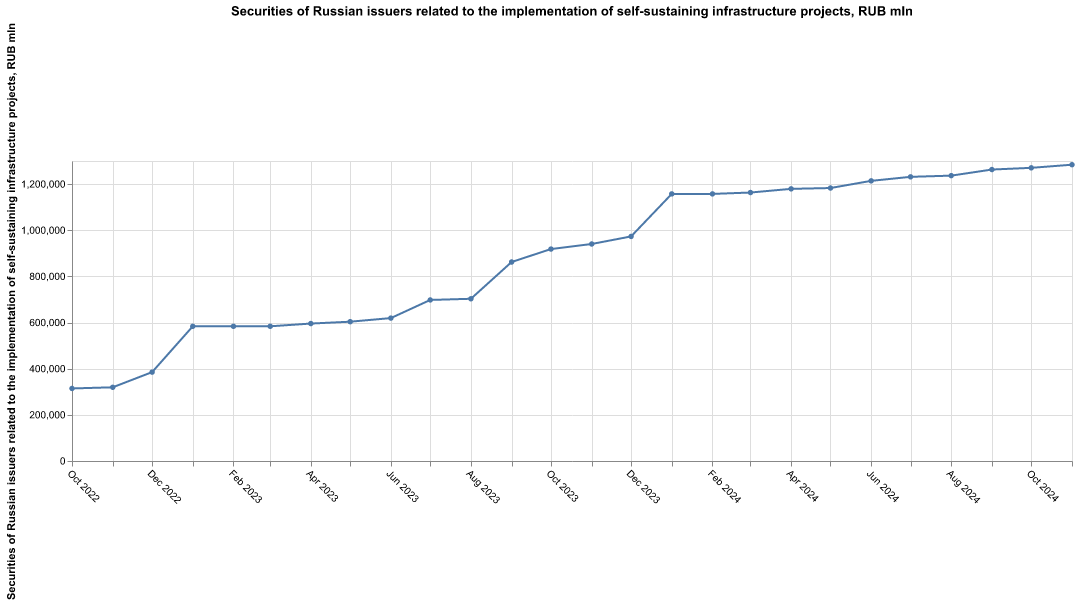 Securities of Russian issuers related to the implementation of self-sustaining infrastructure projects, RUB mln
Securities of Russian issuers related to the implementation of self-sustaining infrastructure projects, RUB mln
1,200,000
1,000,000
800,000
600,000
400,000
200,000
0
Oct 2022
Dec 2022
Feb 2023
Apr 2023
Jun 2023
Aug 2023
Oct 2023
Dec 2023
Feb 2024
Apr 2024
Jun 2024
Aug 2024
Oct 2024